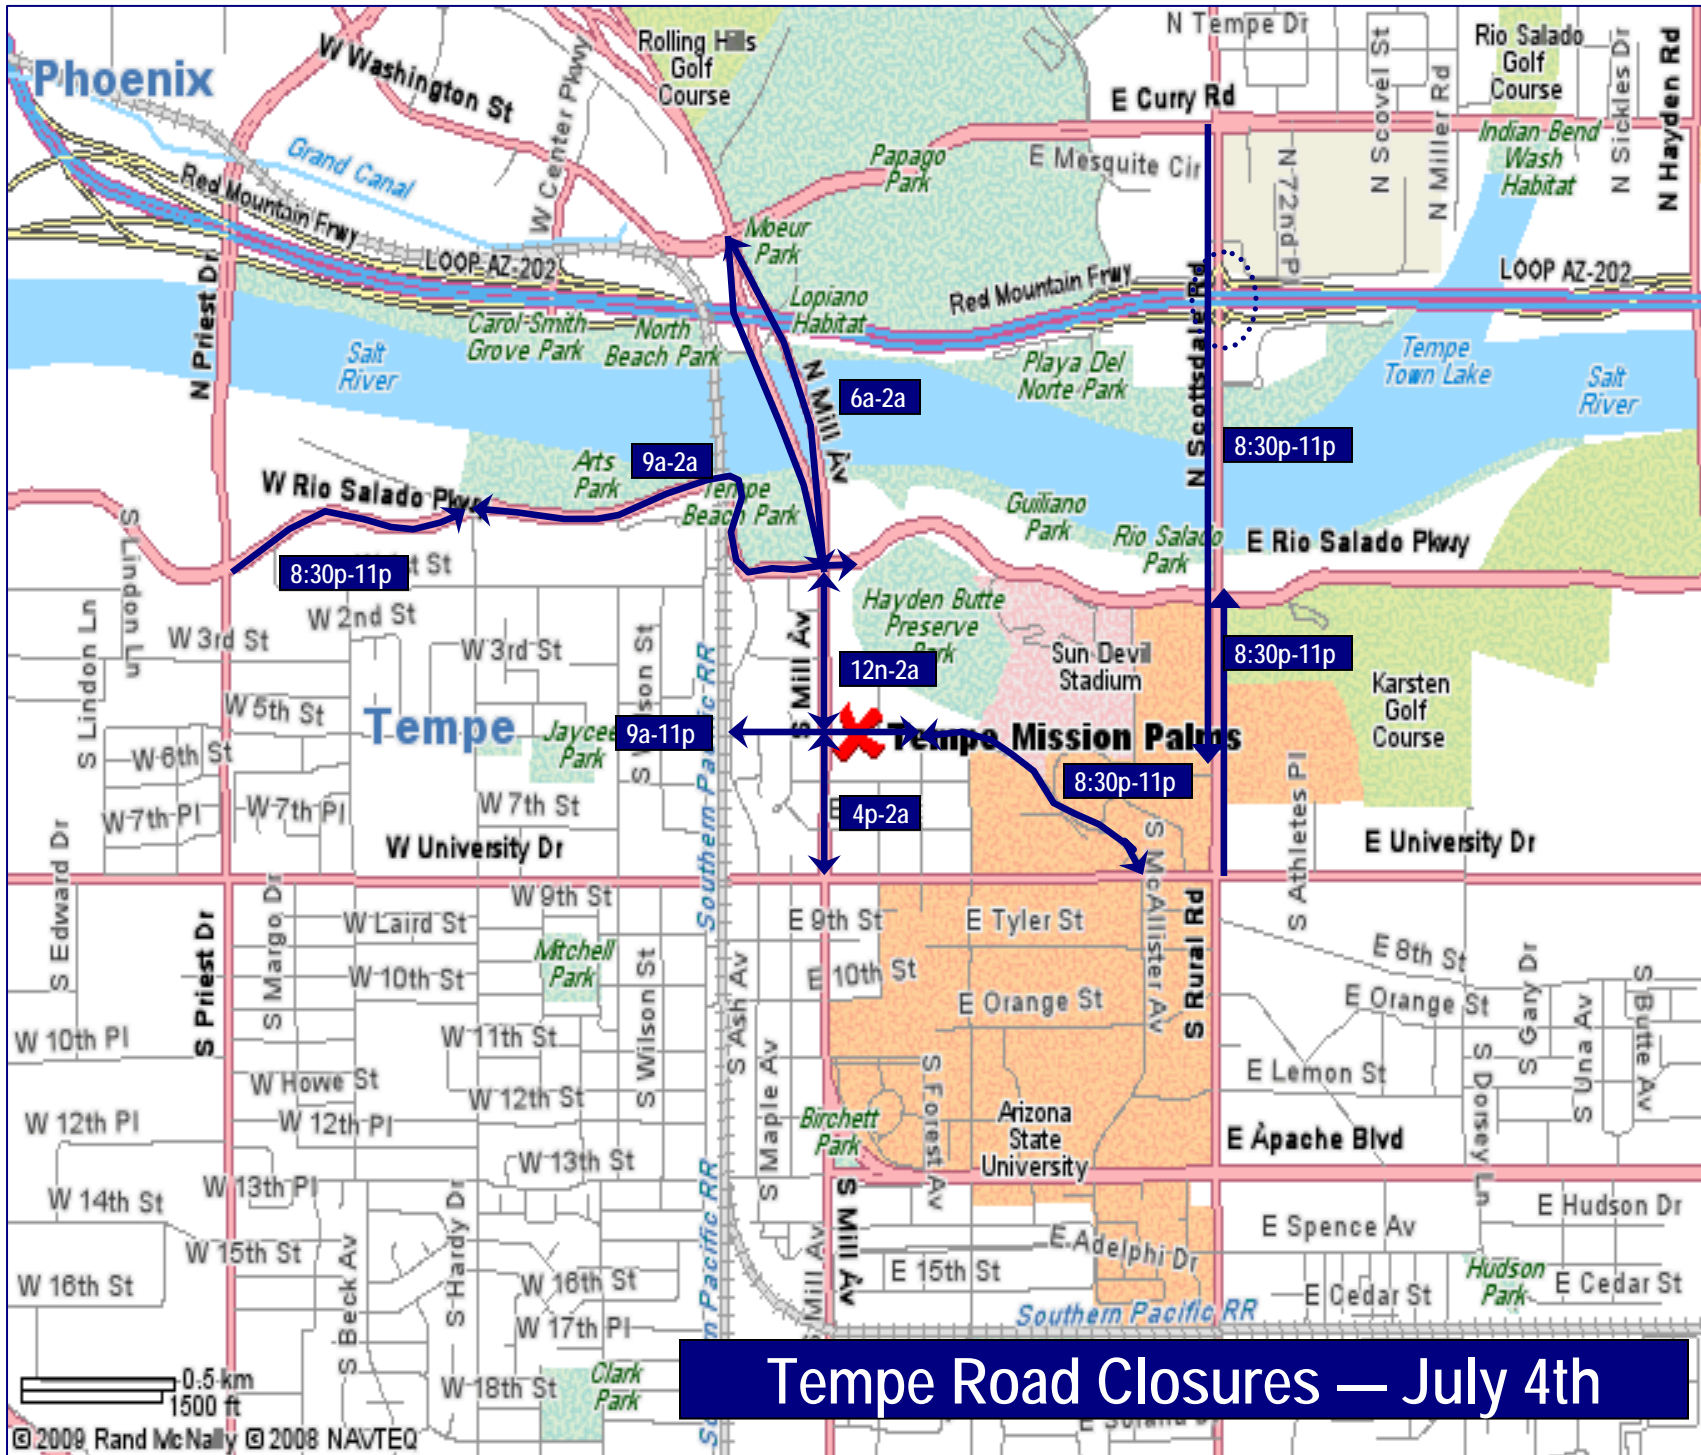 N Tempe Dr
Rolling Hills
Golf
Course
Rio Salado
Golf
Course
W Washington St
W Center Pkwy
N Scovel St
N Miller Rd
N Sickles Dr
N Hayden Rd
Phoenix
E Curry Rd
Grand Canal
Papago
Park
E Mesquite Cir
N 72nd Pl
Indian Bend
Wash
Habitat
Red Mountain Frwy
LOOP AZ-202
Moeur
Park
Red Mountain Frwy
LOOP AZ-202
N Priest Dr
Carol-Smith
Grove Park
North
Beach Park
Lopiano
Habitat
N Scottsdale Rd
Salt
River
Playa Del
Norte Park
Tempe
Town Lake
Salt
River
N Mill Av
6a-2a
8:30p-11p
W Rio Salado Pkwy
Arts
Park
9a-2a
Tempe
Beach Park
Guiliano
Park
Rio Salado
Park
E Rio Salado Pkwy
S Lindon Ln
8:30p-11p
1st St
Hayden Butte
Preserve
Park
S Lindon Ln
W 2nd St
W 3rd St
W 3rd St
S Wilson St
Southern Pacific RR
S Mill Av
12n-2a
Sun Devil
Stadium
8:30p-11p
Karsten
Golf
Course
W 5th St
Tempe
Jaycee
Park
9a-11p
Tempe Mission Palms
W 6th St
8:30p-11p
W 7th Pl
W 7th Pl
W 7th St
4p-2a
E
S Athletes Pl
W University Dr
E University Dr
S Edward Dr
S Priest Dr
S Margo Dr
W 9th St
W Laird St
E 9th St
E Tyler St
S McAllister Av
S Rural Rd
Mitchell
Park
W 10th St
E 10th St
E 8th St
E Orange St
E Orange St
S Gary Dr
S Una Av
S Butte Av
W 10th Pl
W 11th St
S Wilson St
S Ash Av
S Maple Av
S Forest Av
W Howe St
W 12th St
E Lemon St
S Dorsey Ln
W 12th Pl
W 12th Pl
Birchett
Park
Arizona
State
University
E Apache Blvd
W 13th St
W 13th Pl
W 14th St
S Hardy Dr
S Beck Av
Southern Pacific RR
S Mill Av
S Mill Av
E Hudson Dr
E Spence Av
W 15th St
E Adelphi Dr
E 15th St
W 16th St
W 16th St
Hudson
Park
E Cedar St
E Cedar St
Southern Pacific RR
W 17th Pl
0.5 km
1500 ft
W 18th St
Clark
Park
Tempe Road Closures — July 4th
© 2009 Rand McNally © 2008 NAVTEQ